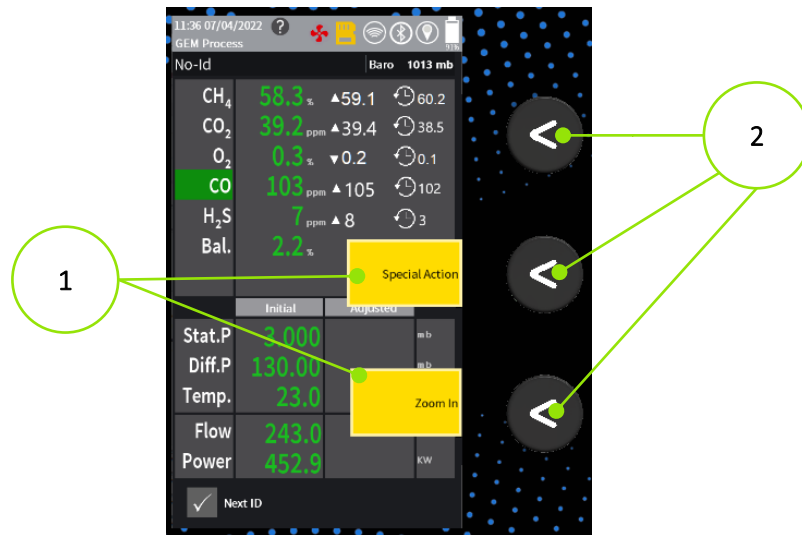 11:36 07/04/2022 ?
GEM Process
91%
No-Id Baro 1013 mb
CH4 58.3 % ▲59.1 60.2
CO2 39.2 ppm ▲39.4 38.5
O2 0.3 % ▼0.2 0.1
CO 103 ppm ▲105 102
H2S 7 ppm ▲8 3
Bal. 2.2 %
Special Action
Initial Adjusted
Stat.P 3.000 mb
Diff.P 130.00 mb
Temp. 23.0
Zoom In
Flow 243.0
Power 452.9 KW
✓ Next ID
<
<
<
1
2